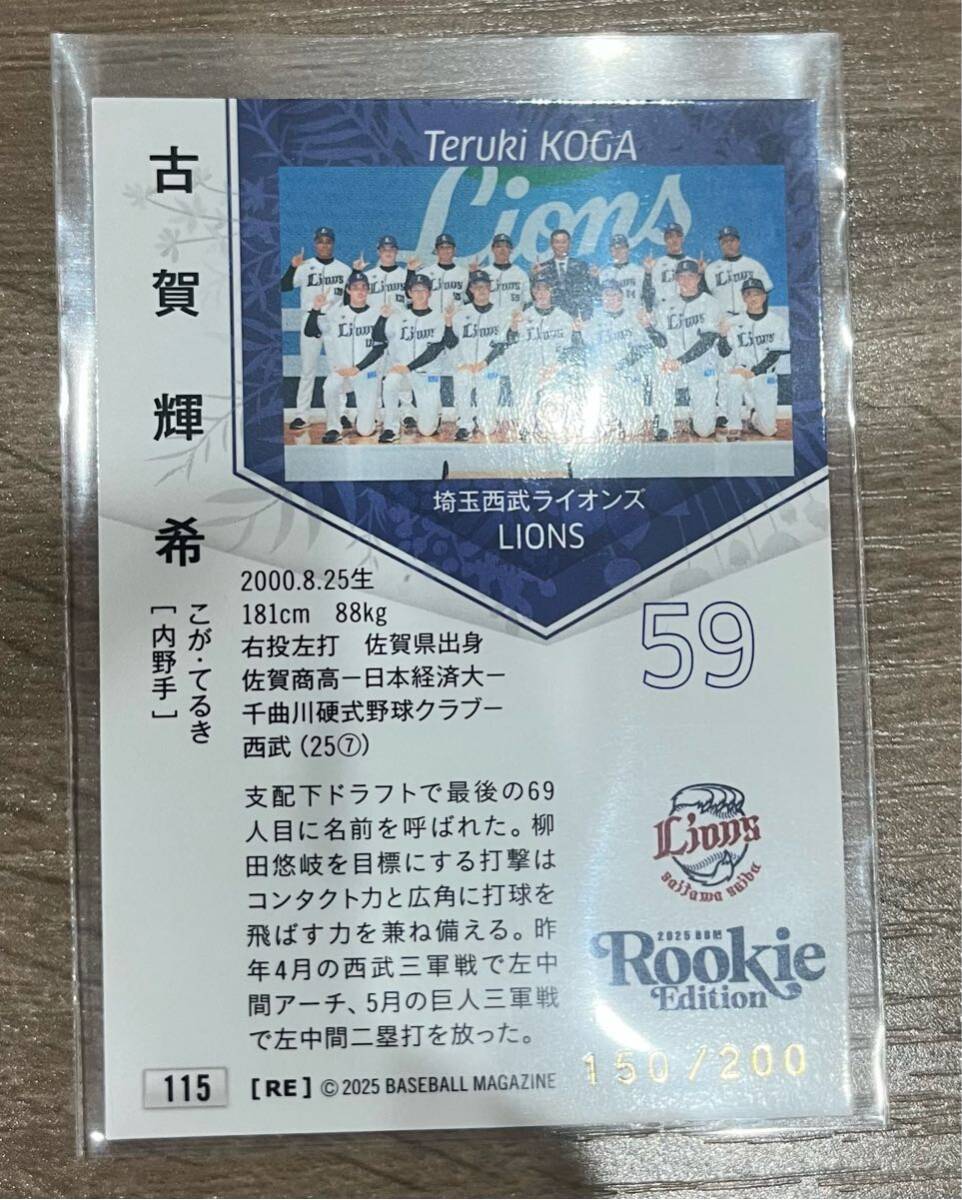 古賀輝希
こが・てるき
[内野手]
Teruki KOGA
Lions
埼玉西武ライオンズ
LIONS
2000.8.25生
181cm 88kg
右投左打 佐賀県出身
佐賀商高－日本経済大－
千曲川硬式野球クラブ－
西武（25⑦）
59
支配下ドラフトで最後の69
人目に名前を呼ばれた。柳
田悠岐を目標にする打撃は
コンタクト力と広角に打球を
飛ばす力を兼ね備える。昨
年4月の西武三軍戦で左中
間アーチ、5月の巨人三軍戦
で左中間二塁打を放った。
Lions
saitama seibu
2025 BBM
Rookie
Edition
150/200
115
[RE] © 2025 BASEBALL MAGAZINE